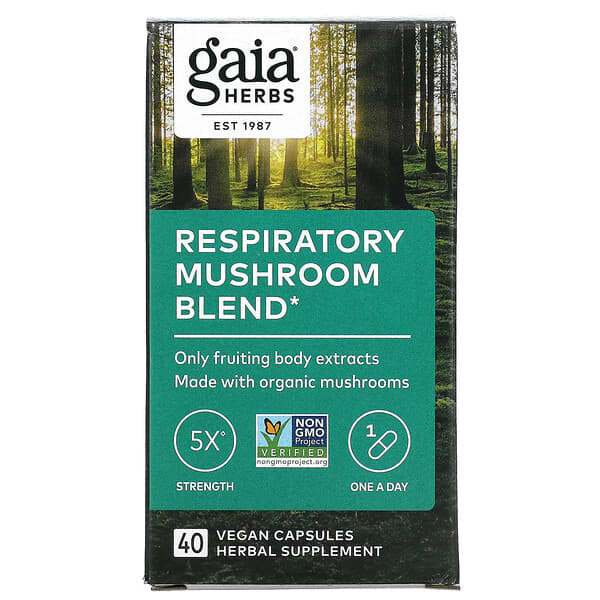 gaia®
HERBS
EST 1987
RESPIRATORY
MUSHROOM
BLEND*
Only fruiting body extracts
Made with organic mushrooms
5X◊
STRENGTH
NON
GMO
Project
VERIFIED
nongmoproject.org
1
ONE A DAY
40 VEGAN CAPSULES
HERBAL SUPPLEMENT